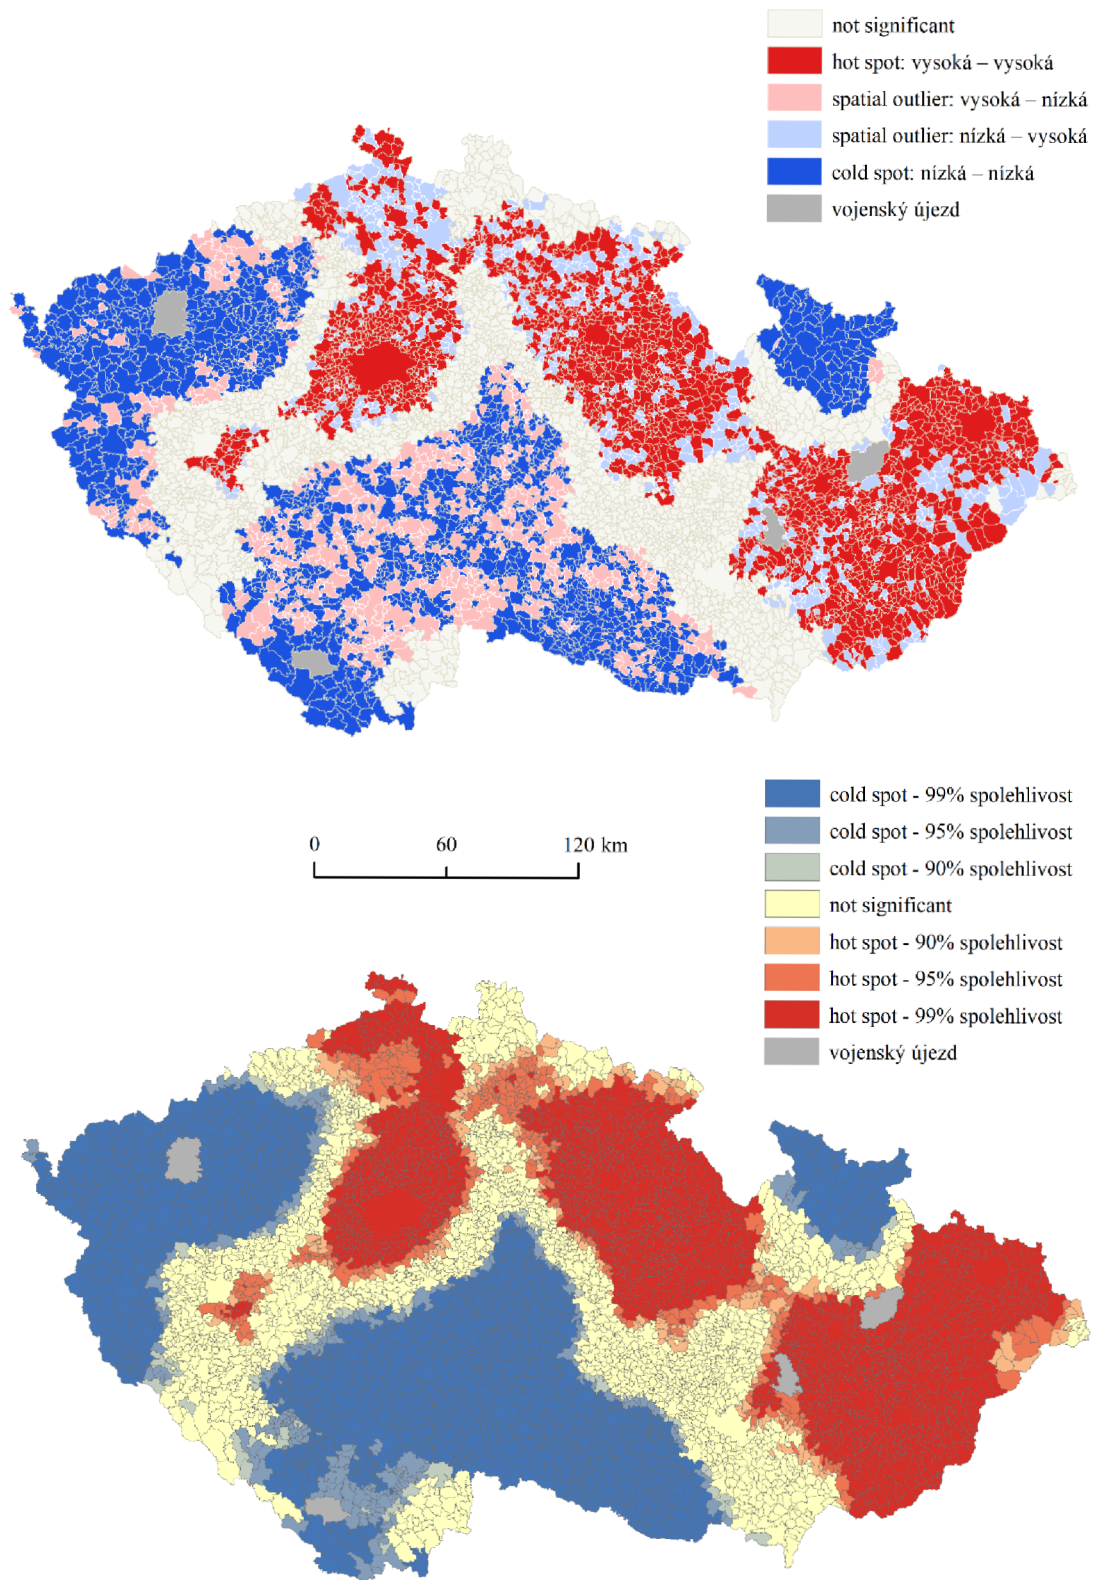 not significant
hot spot: vysoká – vysoká
spatial outlier: vysoká – nízká
spatial outlier: nízká – vysoká
cold spot: nízká – nízká
vojenský újezd
cold spot - 99% spolehlivost
cold spot - 95% spolehlivost
cold spot - 90% spolehlivost
not significant
hot spot - 90% spolehlivost
hot spot - 95% spolehlivost
hot spot - 99% spolehlivost
vojenský újezd
0 60 120 km